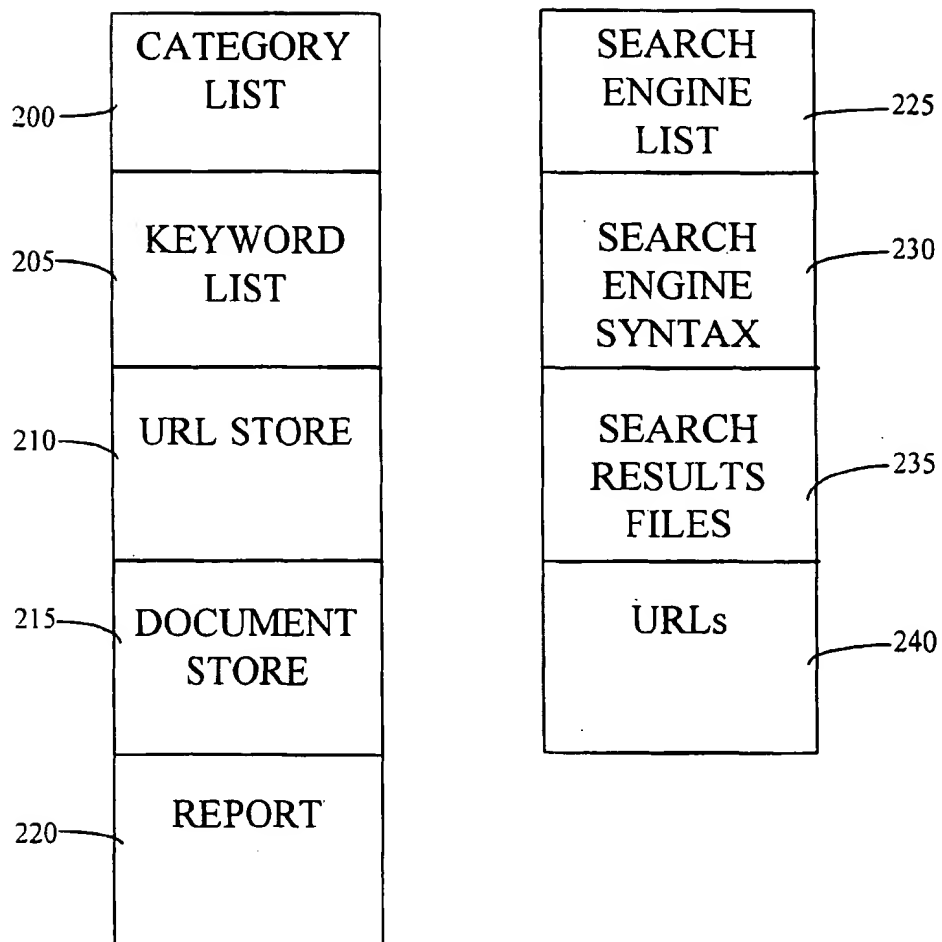 CATEGORY
LIST
200
KEYWORD
LIST
205
URL STORE
210
DOCUMENT
STORE
215
REPORT
220
SEARCH
ENGINE
LIST
225
SEARCH
ENGINE
SYNTAX
230
SEARCH
RESULTS
FILES
235
URLs
240